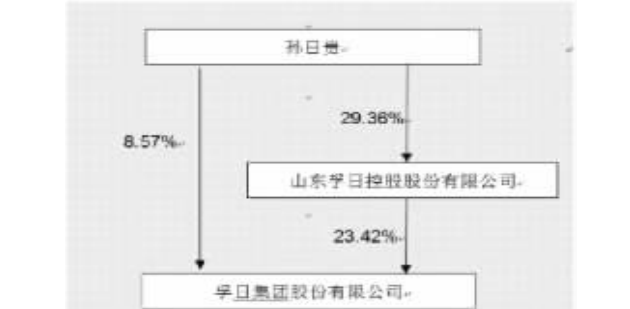 孙日贵
29.36%
8.57%
山东孚日控股股份有限公司
23.42%
孚日集团股份有限公司